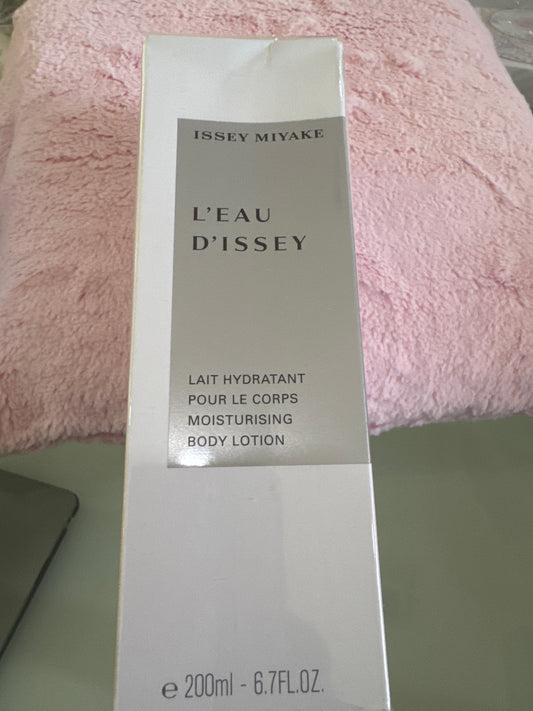 ISSEY MIYAKE
L'EAU
D'ISSEY
LAIT HYDRATANT
POUR LE CORPS
MOISTURISING
BODY LOTION
℮ 200ml - 6.7FL.OZ.